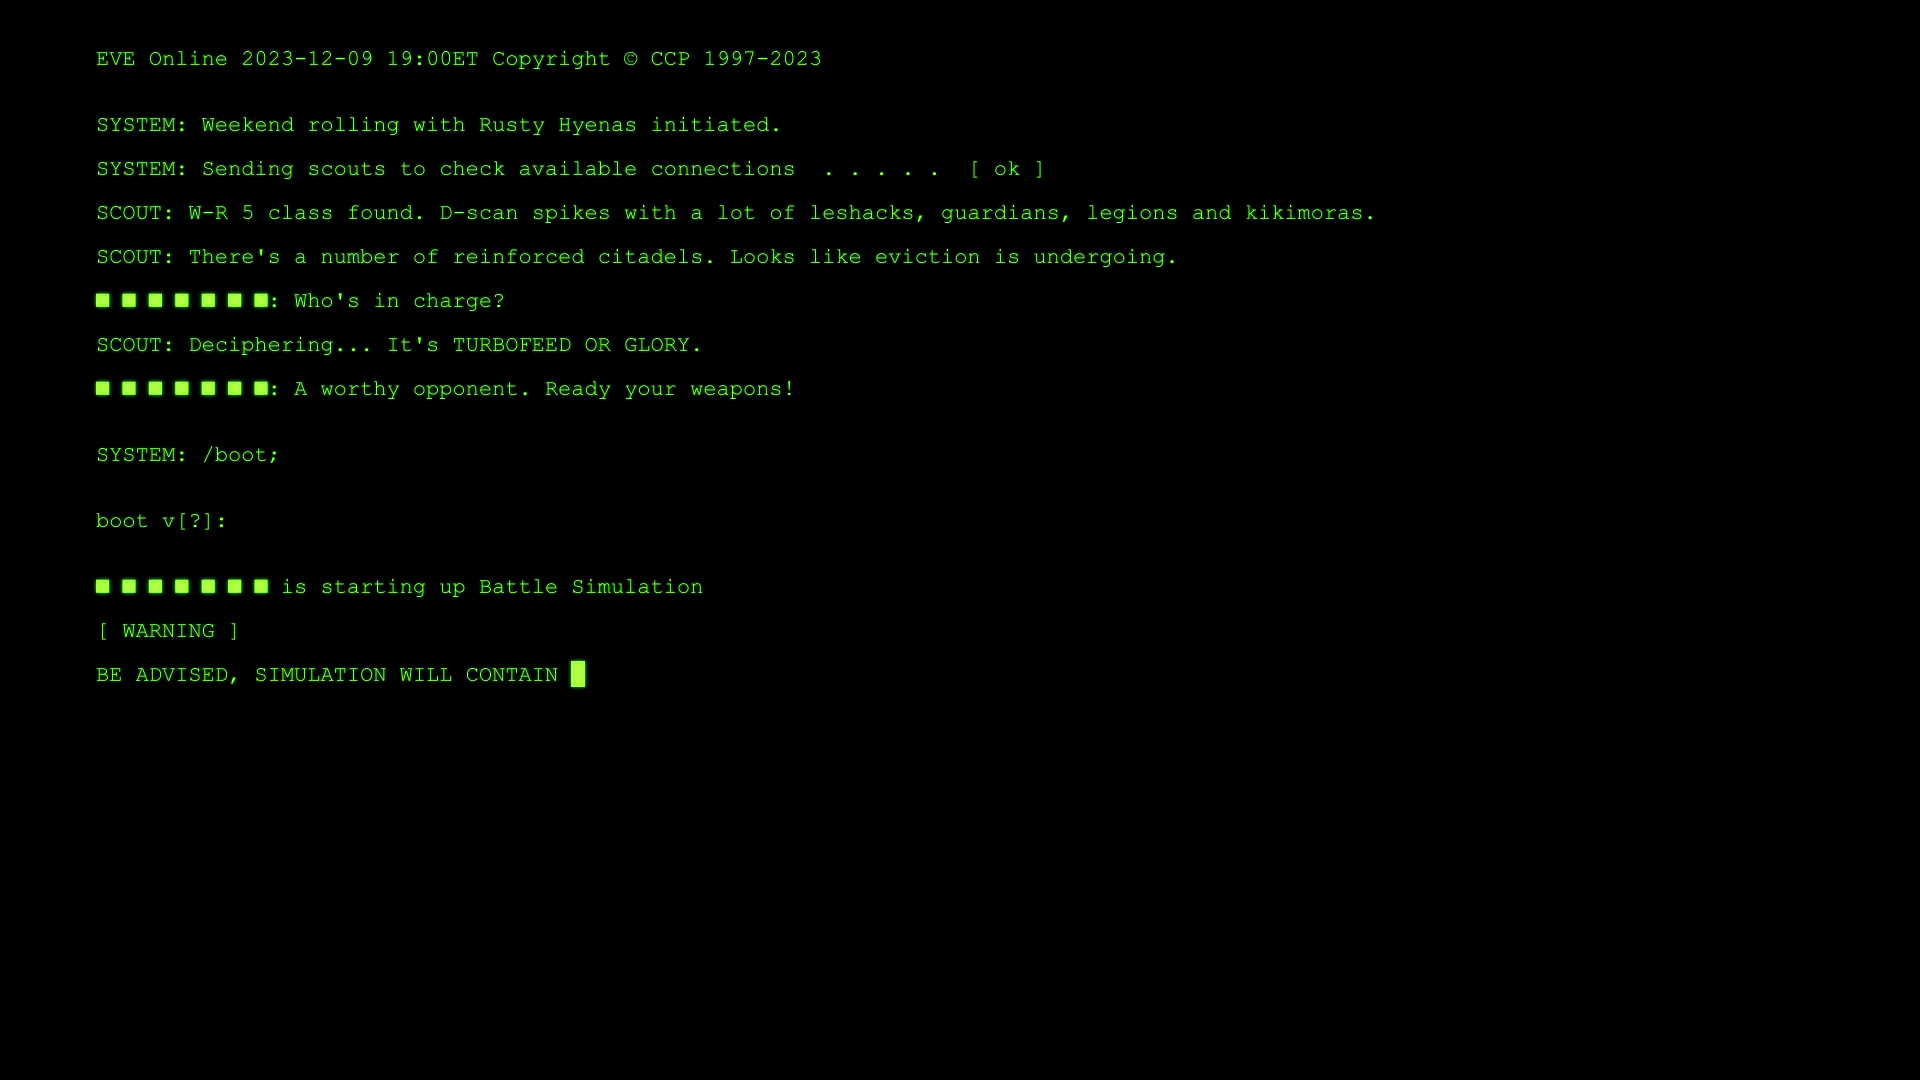 EVE Online 2023-12-09 19:00ET Copyright © CCP 1997-2023
SYSTEM: Weekend rolling with Rusty Hyenas initiated.
SYSTEM: Sending scouts to check available connections . . . . . [ ok ]
SCOUT: W-R 5 class found. D-scan spikes with a lot of leshacks, guardians, legions and kikimoras.
SCOUT: There's a number of reinforced citadels. Looks like eviction is undergoing.
■ ■ ■ ■ ■ ■ ■: Who's in charge?
SCOUT: Deciphering... It's TURBOFEED OR GLORY.
■ ■ ■ ■ ■ ■ ■: A worthy opponent. Ready your weapons!
SYSTEM: /boot;
boot v[?]:
■ ■ ■ ■ ■ ■ ■ is starting up Battle Simulation
[ WARNING ]
BE ADVISED, SIMULATION WILL CONTAIN